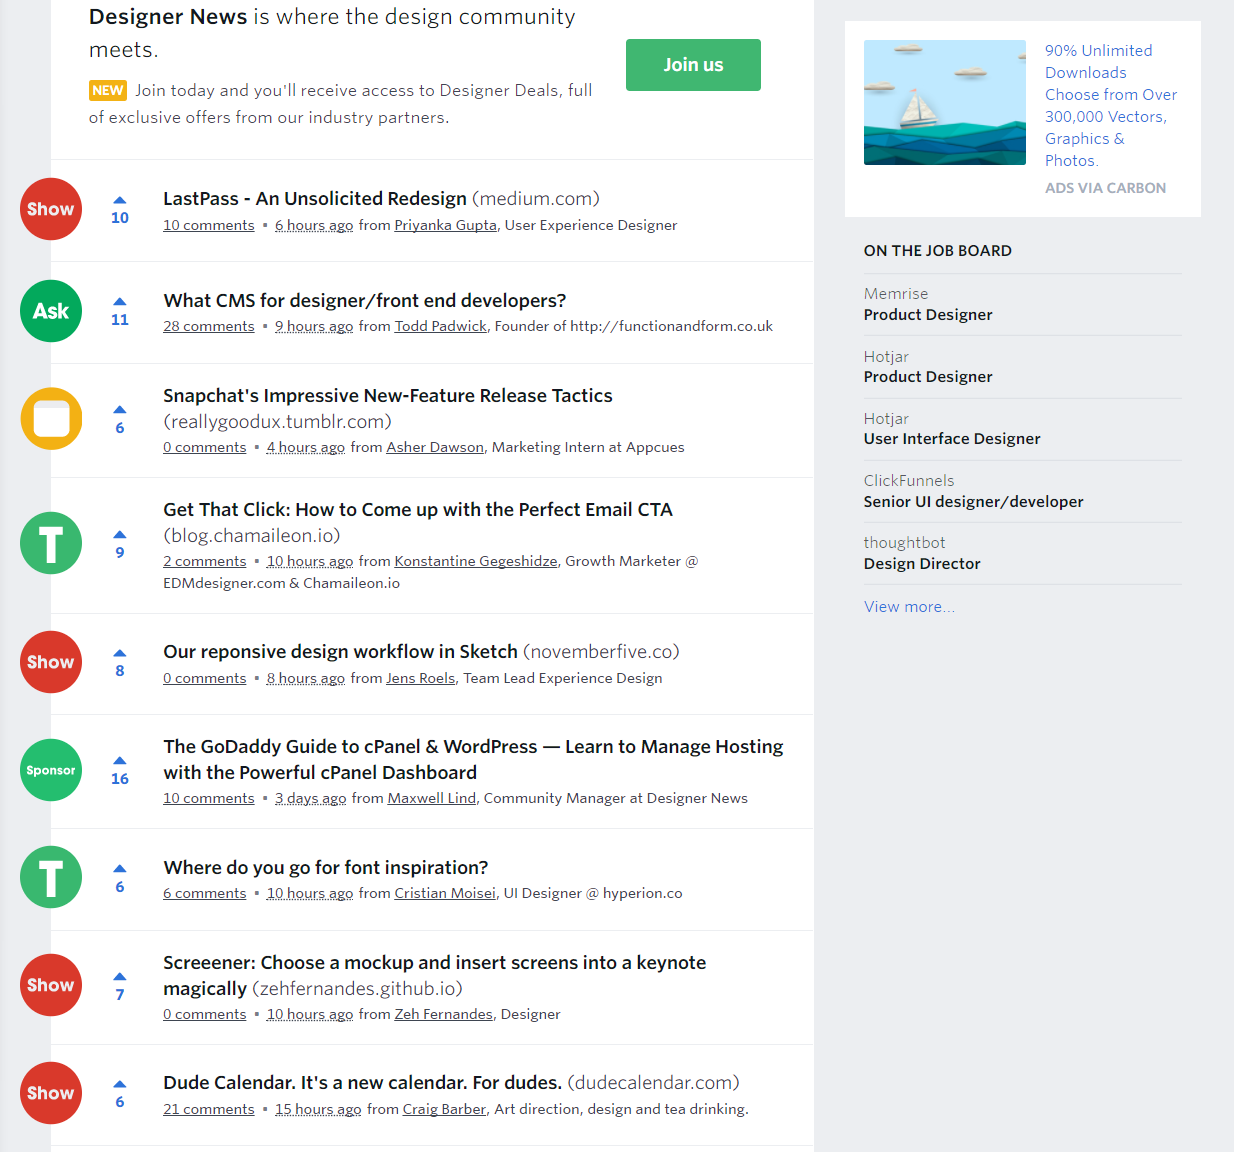 Designer News is where the design community
meets.
NEW Join today and you'll receive access to Designer Deals, full
of exclusive offers from our industry partners.
Join us
Show
10
LastPass - An Unsolicited Redesign (medium.com)
10 comments ▪ 6 hours ago from Priyanka Gupta, User Experience Designer
Ask
11
What CMS for designer/front end developers?
28 comments ▪ 9 hours ago from Todd Padwick, Founder of http://functionandform.co.uk
6
Snapchat's Impressive New-Feature Release Tactics
(reallygoodux.tumblr.com)
0 comments ▪ 4 hours ago from Asher Dawson, Marketing Intern at Appcues
T
9
Get That Click: How to Come up with the Perfect Email CTA
(blog.chamaileon.io)
2 comments ▪ 10 hours ago from Konstantine Gegeshidze, Growth Marketer @
EDMdesigner.com & Chamaileon.io
Show
8
Our reponsive design workflow in Sketch (novemberfive.co)
0 comments ▪ 8 hours ago from Jens Roels, Team Lead Experience Design
Sponsor
16
The GoDaddy Guide to cPanel & WordPress — Learn to Manage Hosting
with the Powerful cPanel Dashboard
10 comments ▪ 3 days ago from Maxwell Lind, Community Manager at Designer News
T
6
Where do you go for font inspiration?
6 comments ▪ 10 hours ago from Cristian Moisei, UI Designer @ hyperion.co
Show
7
Screeener: Choose a mockup and insert screens into a keynote
magically (zehfernandes.github.io)
0 comments ▪ 10 hours ago from Zeh Fernandes, Designer
Show
6
Dude Calendar. It's a new calendar. For dudes. (dudecalendar.com)
21 comments ▪ 15 hours ago from Craig Barber, Art direction, design and tea drinking.
90% Unlimited
Downloads
Choose from Over
300,000 Vectors,
Graphics &
Photos.
ADS VIA CARBON
ON THE JOB BOARD
Memrise
Product Designer
Hotjar
Product Designer
Hotjar
User Interface Designer
ClickFunnels
Senior UI designer/developer
thoughtbot
Design Director
View more...